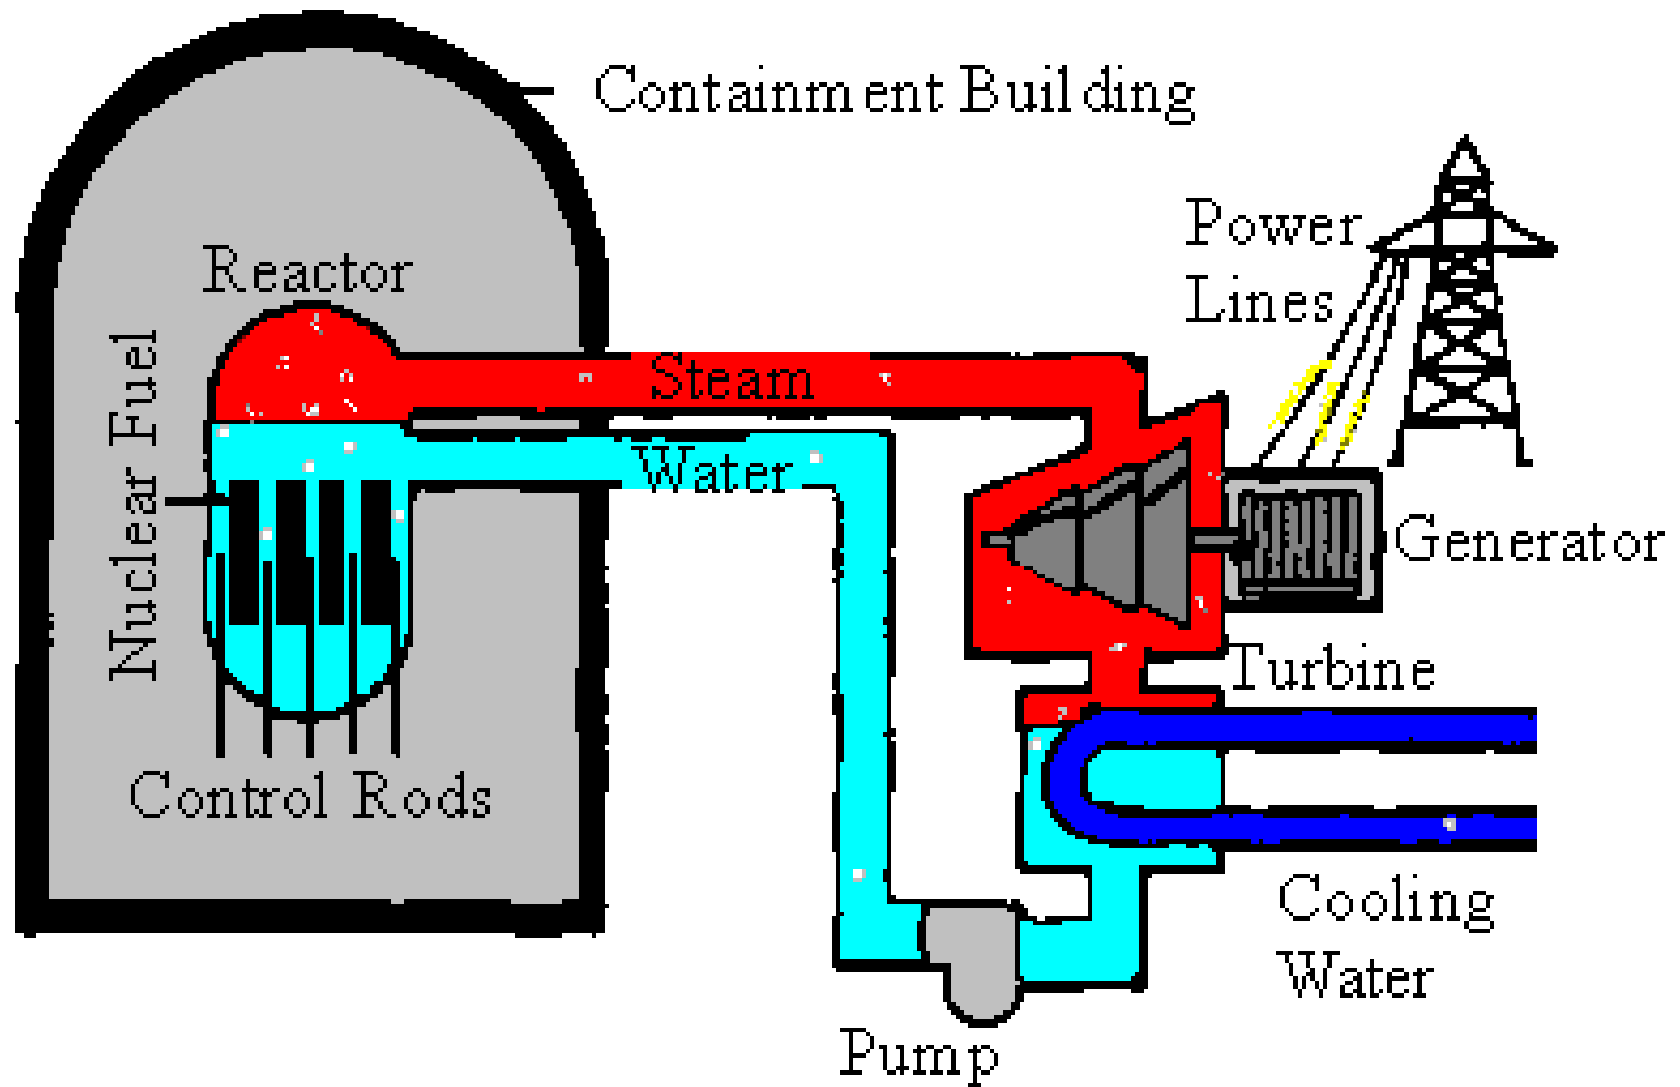 Containment Building
Power
Lines
Reactor
Nuclear Fuel
Steam
Water
Generator
Turbine
Control Rods
Cooling
Water
Pump